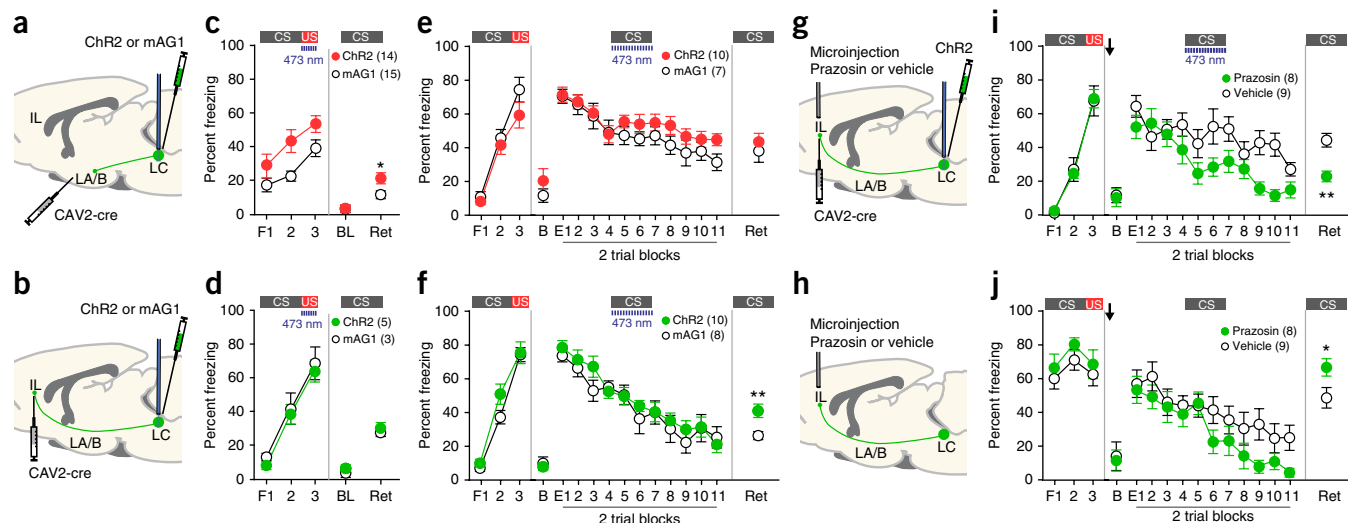 a
ChR2 or mAG1
IL
LA/B
LC
CAV2-cre
b
ChR2 or mAG1
IL
LA/B
LC
CAV2-cre
c
CS US
473 nm
CS
ChR2 (14)
mAG1 (15)
Percent freezing
100
80
60
40
20
0
*
F1 2 3 BL Ret
d
CS US
473 nm
CS
ChR2 (5)
mAG1 (3)
Percent freezing
100
80
60
40
20
0
F1 2 3 BL Ret
e
CS US
CS
473 nm
CS
ChR2 (10)
mAG1 (7)
Percent freezing
100
80
60
40
20
0
F1 2 3 B E1 2 3 4 5 6 7 8 9 10 11 Ret
2 trial blocks
f
CS US
CS
473 nm
CS
ChR2 (10)
mAG1 (8)
Percent freezing
100
80
60
40
20
0
**
F1 2 3 B E1 2 3 4 5 6 7 8 9 10 11 Ret
2 trial blocks
g
Microinjection
Prazosin or vehicle
ChR2
IL
LA/B
LC
CAV2-cre
h
Microinjection
Prazosin or vehicle
IL
LA/B
LC
i
CS US
CS
473 nm
CS
Prazosin (8)
Vehicle (9)
Percent freezing
100
80
60
40
20
0
**
F1 2 3 B E1 2 3 4 5 6 7 8 9 10 11 Ret
2 trial blocks
j
CS US
CS
CS
Prazosin (8)
Vehicle (9)
Percent freezing
100
80
60
40
20
0
*
F1 2 3 B E1 2 3 4 5 6 7 8 9 10 11 Ret
2 trial blocks